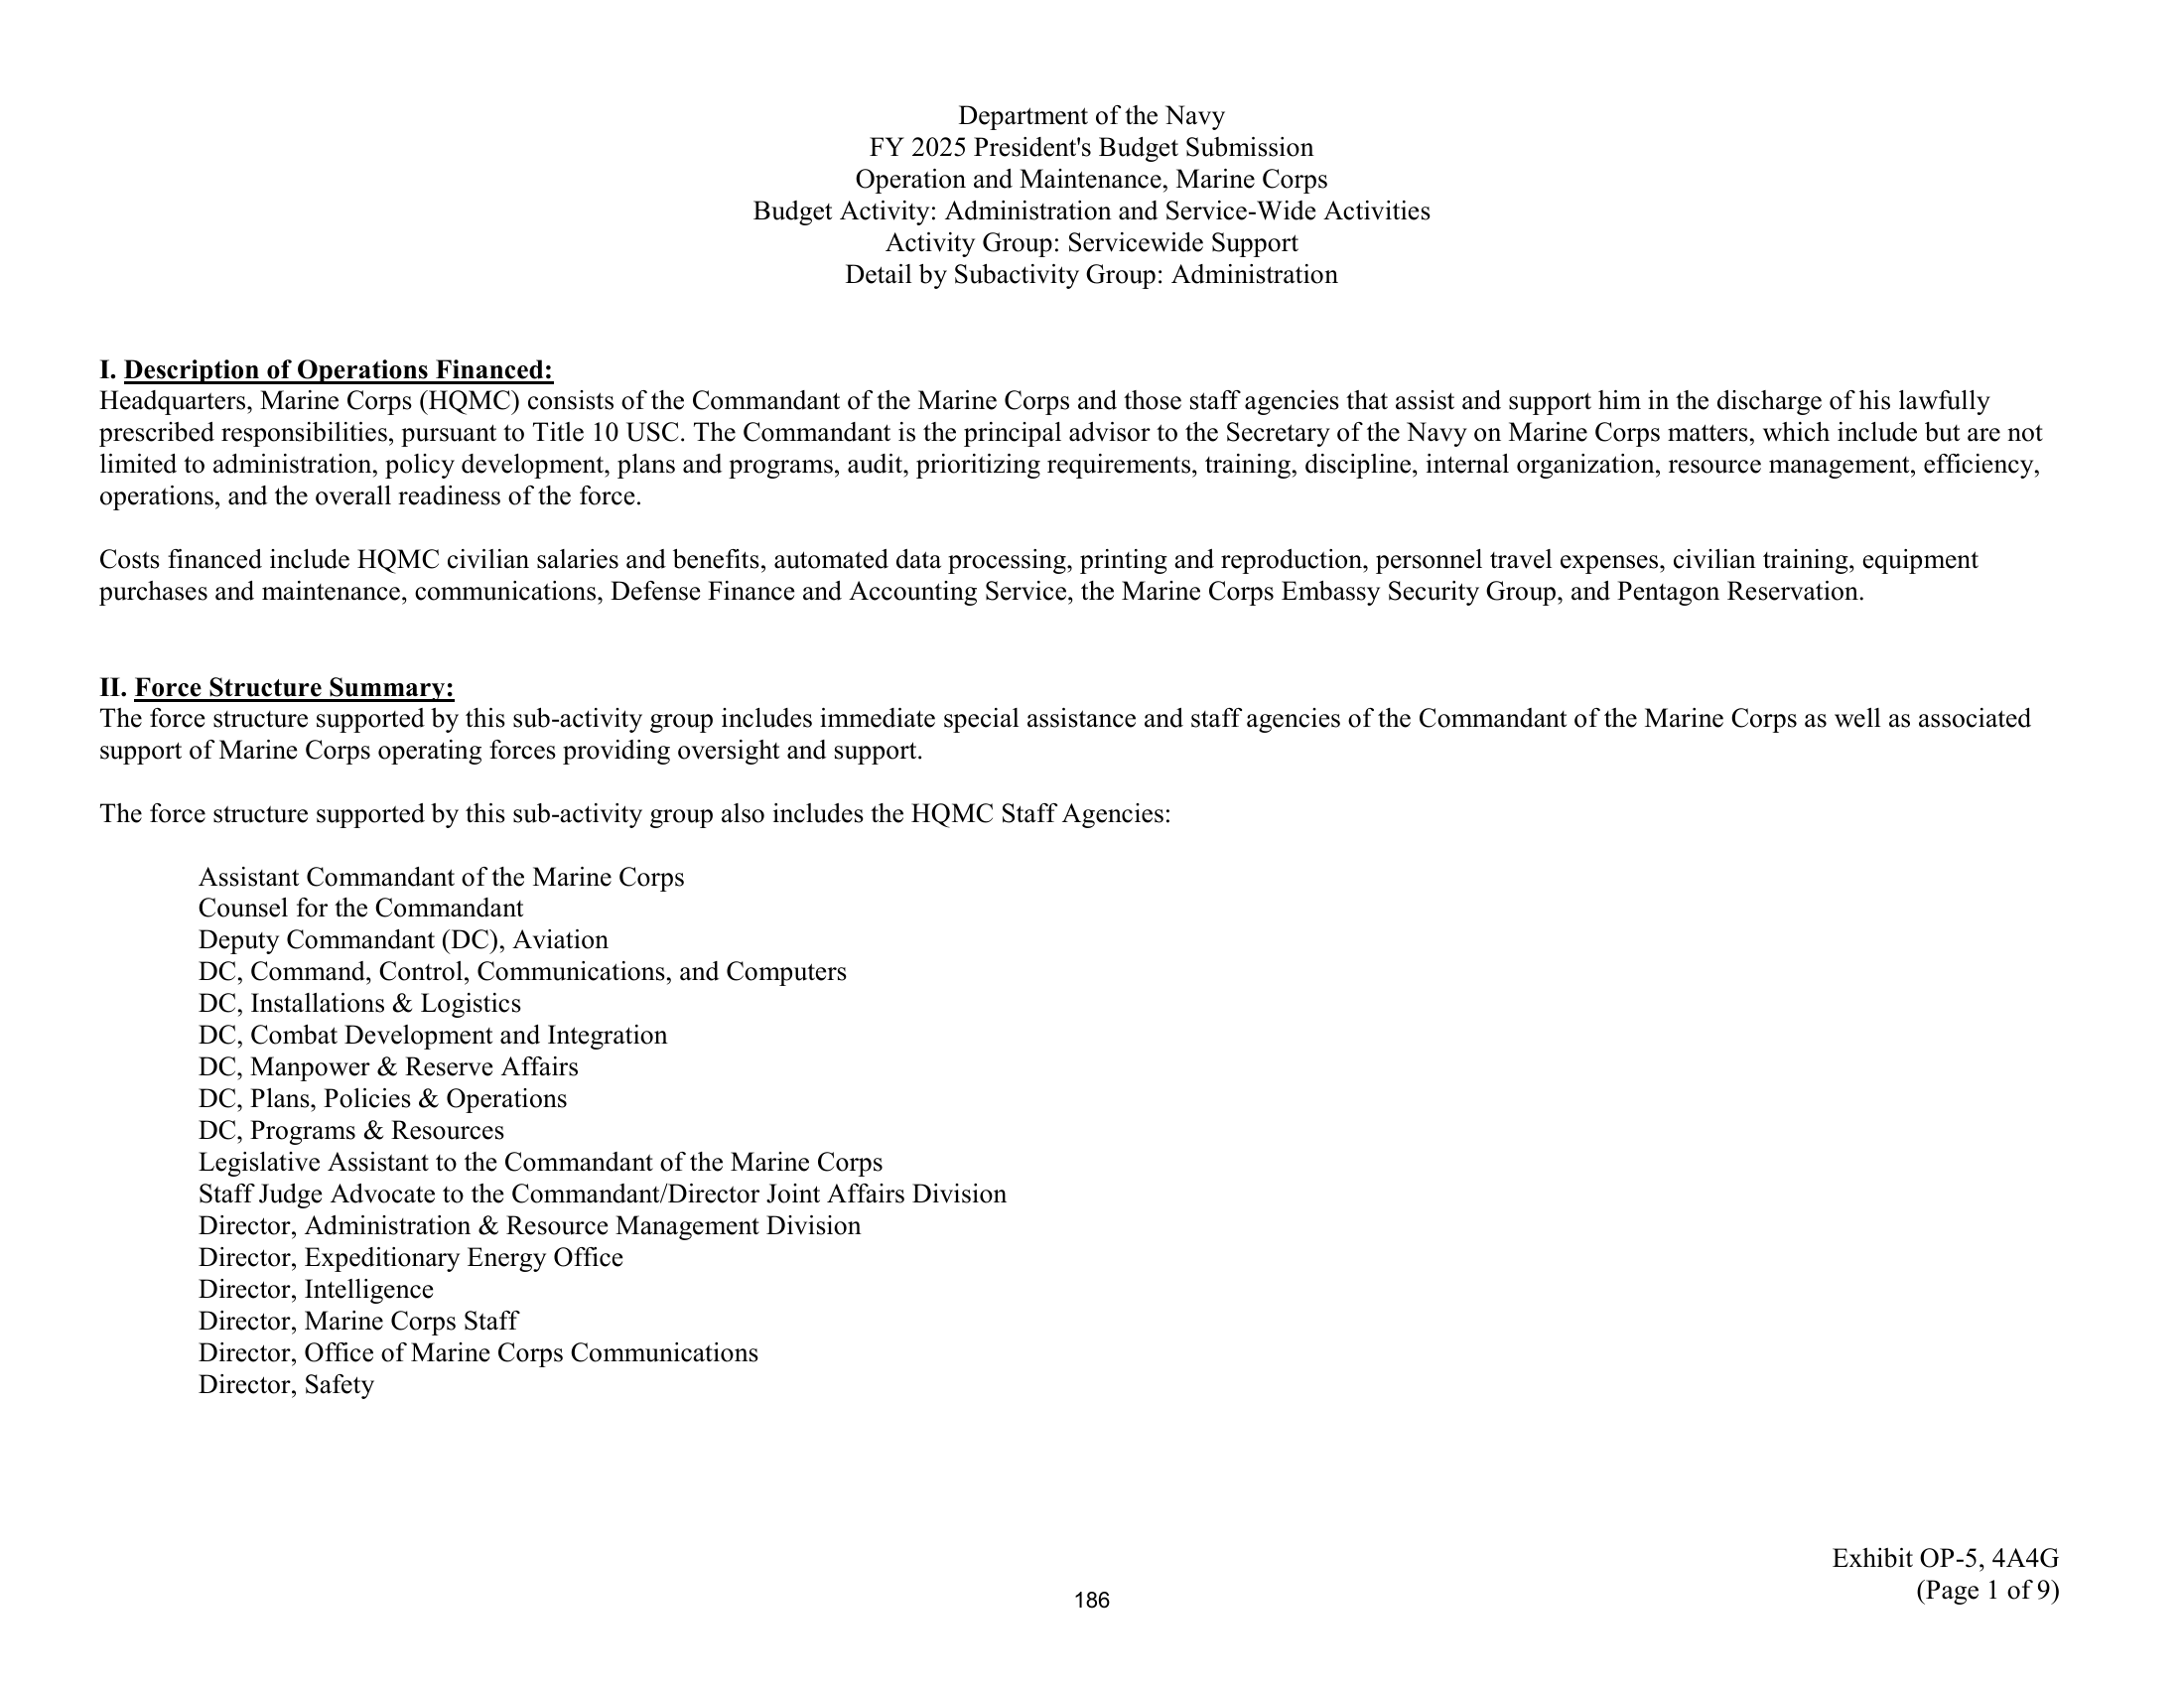 Department of the Navy
FY 2025 President's Budget Submission
Operation and Maintenance, Marine Corps
Budget Activity: Administration and Service-Wide Activities
Activity Group: Servicewide Support
Detail by Subactivity Group: Administration
I. Description of Operations Financed:
Headquarters, Marine Corps (HQMC) consists of the Commandant of the Marine Corps and those staff agencies that assist and support him in the discharge of his lawfully
prescribed responsibilities, pursuant to Title 10 USC. The Commandant is the principal advisor to the Secretary of the Navy on Marine Corps matters, which include but are not
limited to administration, policy development, plans and programs, audit, prioritizing requirements, training, discipline, internal organization, resource management, efficiency,
operations, and the overall readiness of the force.
Costs financed include HQMC civilian salaries and benefits, automated data processing, printing and reproduction, personnel travel expenses, civilian training, equipment
purchases and maintenance, communications, Defense Finance and Accounting Service, the Marine Corps Embassy Security Group, and Pentagon Reservation.
II. Force Structure Summary:
The force structure supported by this sub-activity group includes immediate special assistance and staff agencies of the Commandant of the Marine Corps as well as associated
support of Marine Corps operating forces providing oversight and support.
The force structure supported by this sub-activity group also includes the HQMC Staff Agencies:
Assistant Commandant of the Marine Corps
Counsel for the Commandant
Deputy Commandant (DC), Aviation
DC, Command, Control, Communications, and Computers
DC, Installations & Logistics
DC, Combat Development and Integration
DC, Manpower & Reserve Affairs
DC, Plans, Policies & Operations
DC, Programs & Resources
Legislative Assistant to the Commandant of the Marine Corps
Staff Judge Advocate to the Commandant/Director Joint Affairs Division
Director, Administration & Resource Management Division
Director, Expeditionary Energy Office
Director, Intelligence
Director, Marine Corps Staff
Director, Office of Marine Corps Communications
Director, Safety
Exhibit OP-5, 4A4G
(Page 1 of 9)
186